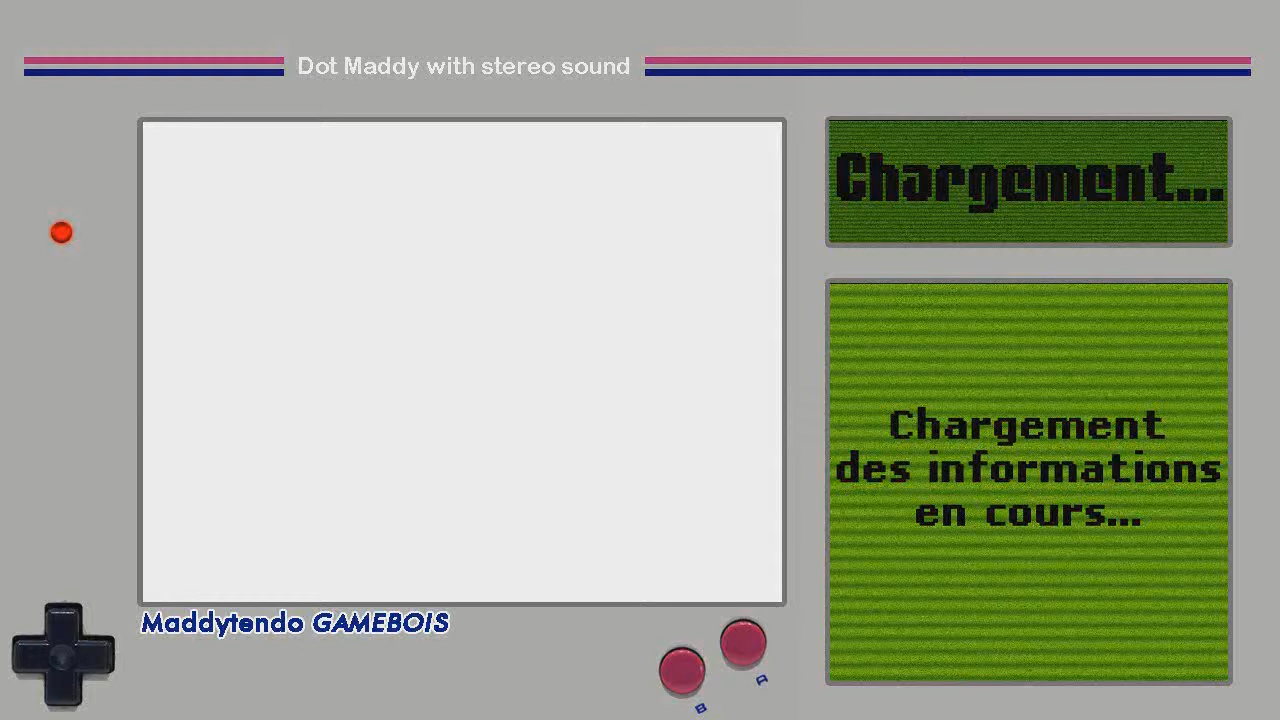 Dot Maddy with stereo sound
Chargement...
Chargement
des informations
en cours...
Maddytendo GAMEBOIS
A
B